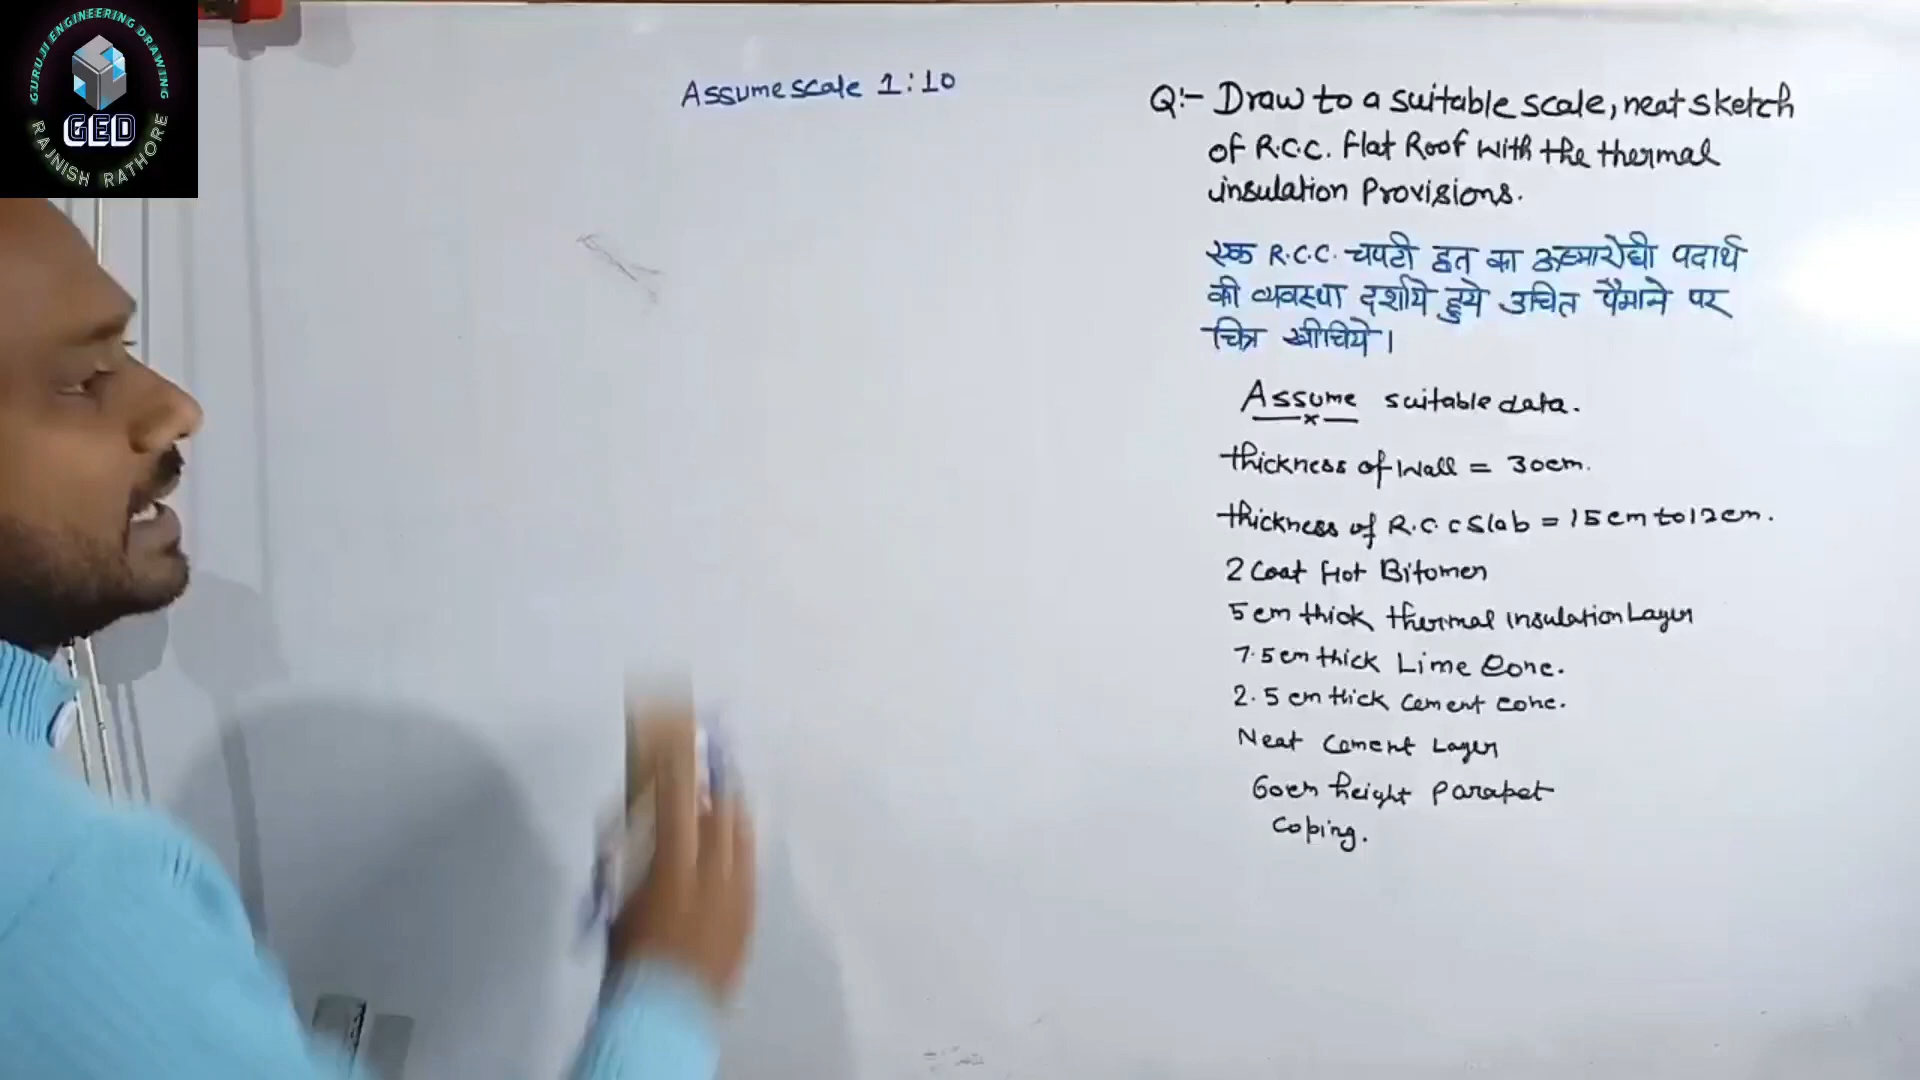 GURUJI ENGINEERING DRAWING
GED
RAJNISH RATHORE
Assume scale 1:10
Q:- Draw to a suitable scale, neat sketch
of R.C.C. flat Roof with the thermal
insulation Provisions.
एक R.C.C. चपटी छत का ऊष्मारोधी पदार्थ
की व्यवस्था दर्शाये हुये उचित पैमाने पर
चित्र खीचिये।
Assume suitable data.
thickness of wall = 30cm.
thickness of R.C.C Slab = 15cm to 12cm.
2 Coat Hot Bitumen
5cm thick thermal insulation Layer
7.5cm thick Lime Conc.
2.5 cm thick Cement conc.
Neat Cement Layer
60cm height Parapet
Coping.